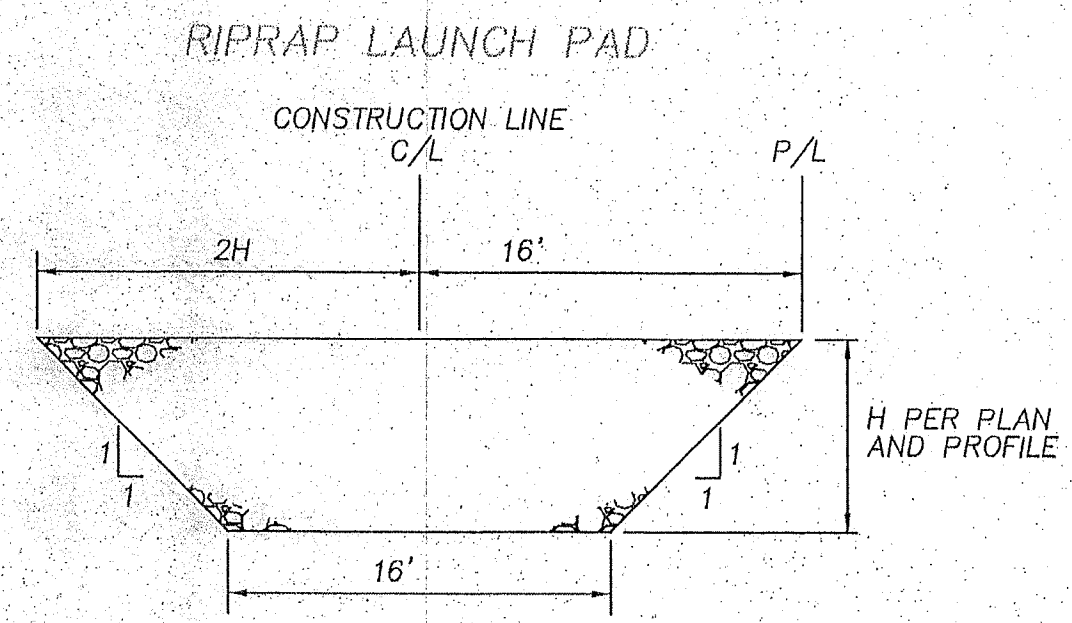 RIPRAP LAUNCH PAD
CONSTRUCTION LINE
C/L
P/L
2H
16'
H PER PLAN
AND PROFILE
1
1
1
1
16'